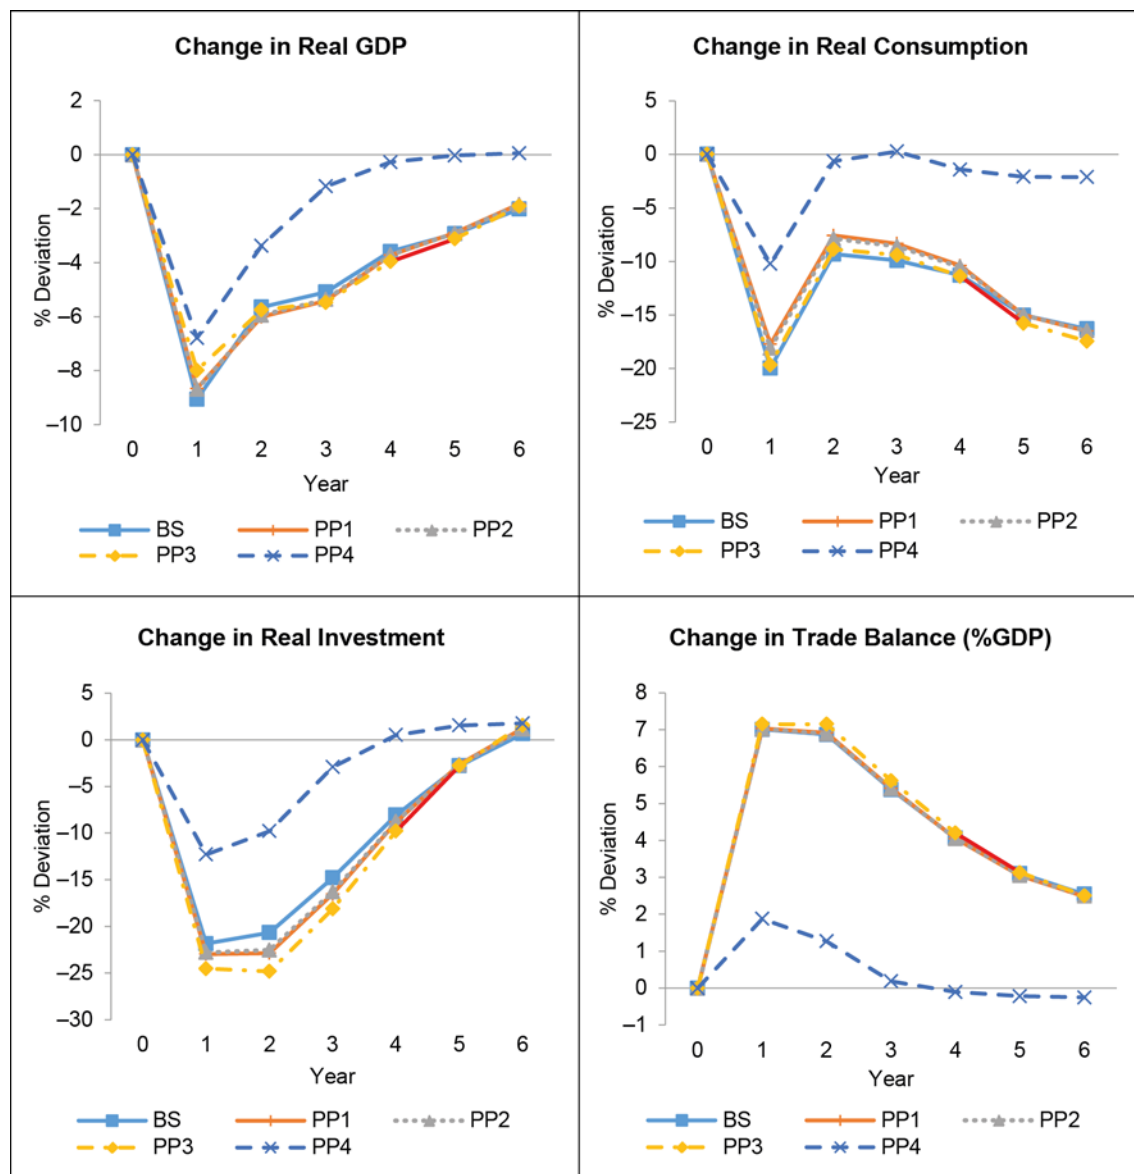 Change in Real GDP
% Deviation
2
0
–2
–4
–6
–8
–10
0 1 2 3 4 5 6
Year
BS PP1 PP2
PP3 PP4
Change in Real Consumption
% Deviation
5
0
–5
–10
–15
–20
–25
0 1 2 3 4 5 6
Year
BS PP1 PP2
PP3 PP4
Change in Real Investment
% Deviation
5
0
–5
–10
–15
–20
–25
–30
0 1 2 3 4 5 6
Year
BS PP1 PP2
PP3 PP4
Change in Trade Balance (%GDP)
% Deviation
8
7
6
5
4
3
2
1
0
–1
0 1 2 3 4 5 6
Year
BS PP1 PP2
PP3 PP4